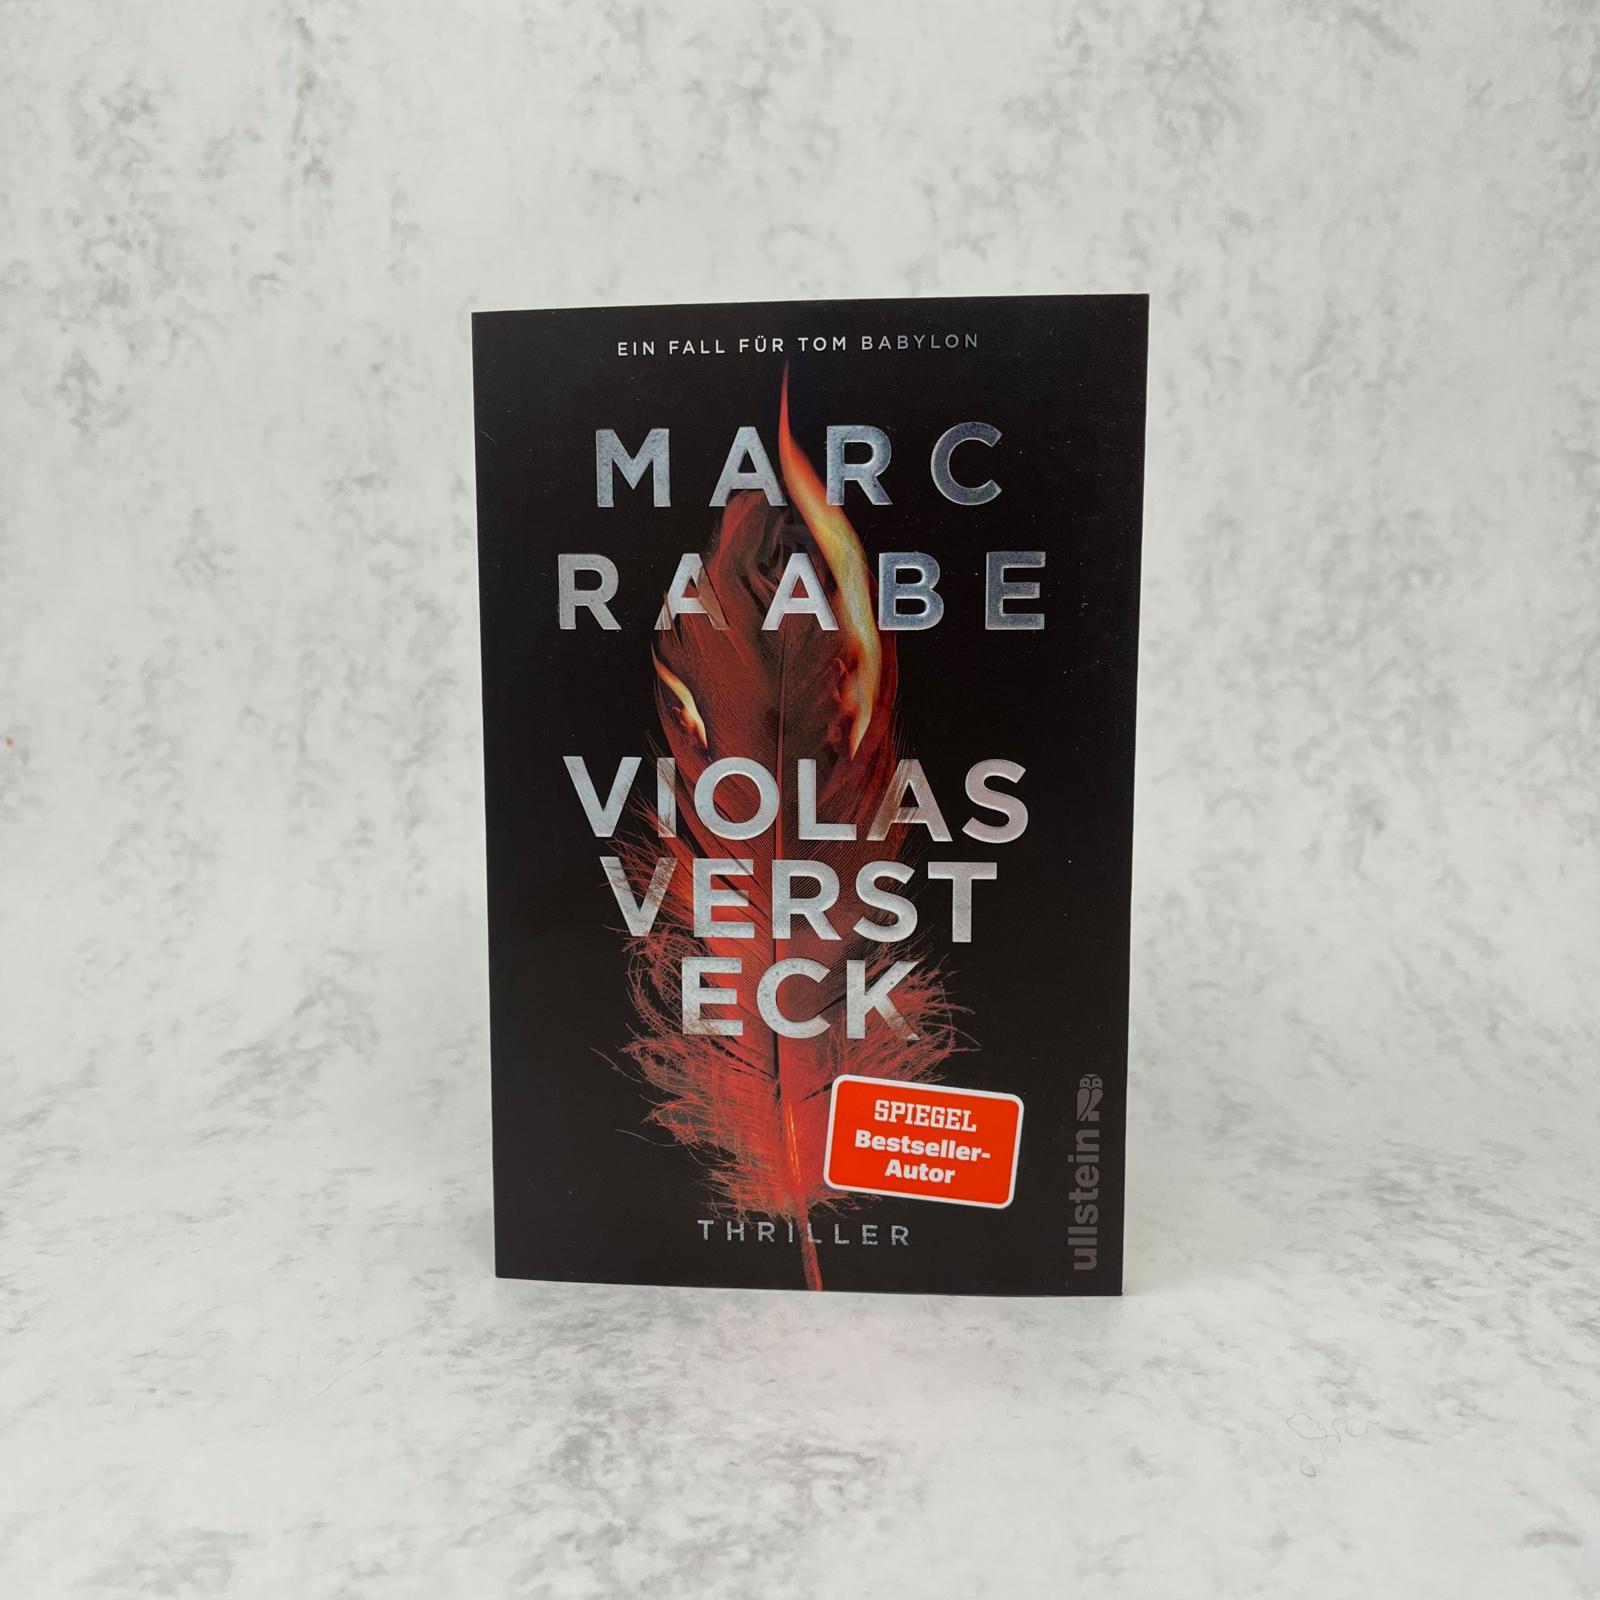 EIN FALL FÜR TOM BABYLON
MARC
RAABE
VIOLAS
VERST
ECK
SPIEGEL
Bestseller-
Autor
THRILLER
ullstein